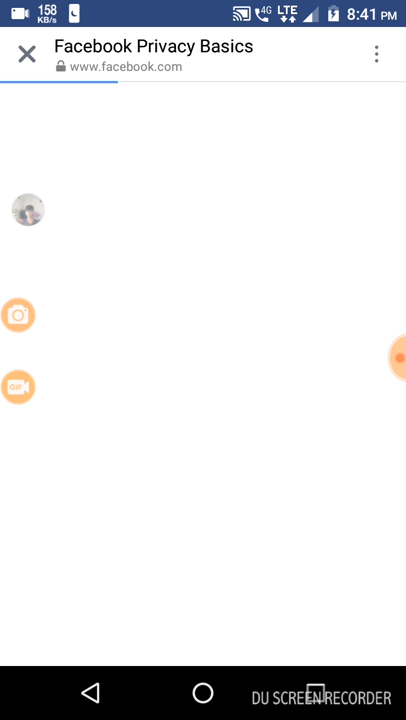 158
KB/s
4G
LTE
8:41 PM
Facebook Privacy Basics
www.facebook.com
GIF
DU SCREEN RECORDER